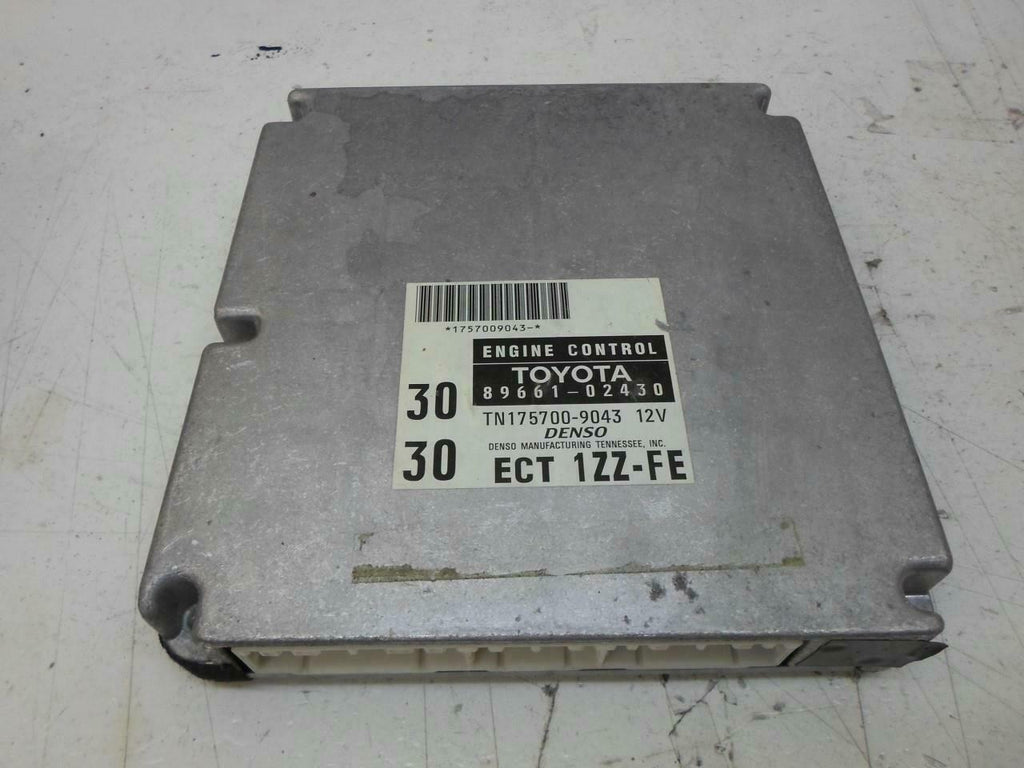 *1757009043-*
ENGINE CONTROL
TOYOTA
89661-02430
30
TN175700-9043 12V
DENSO
DENSO MANUFACTURING TENNESSEE, INC.
30
ECT 1ZZ-FE